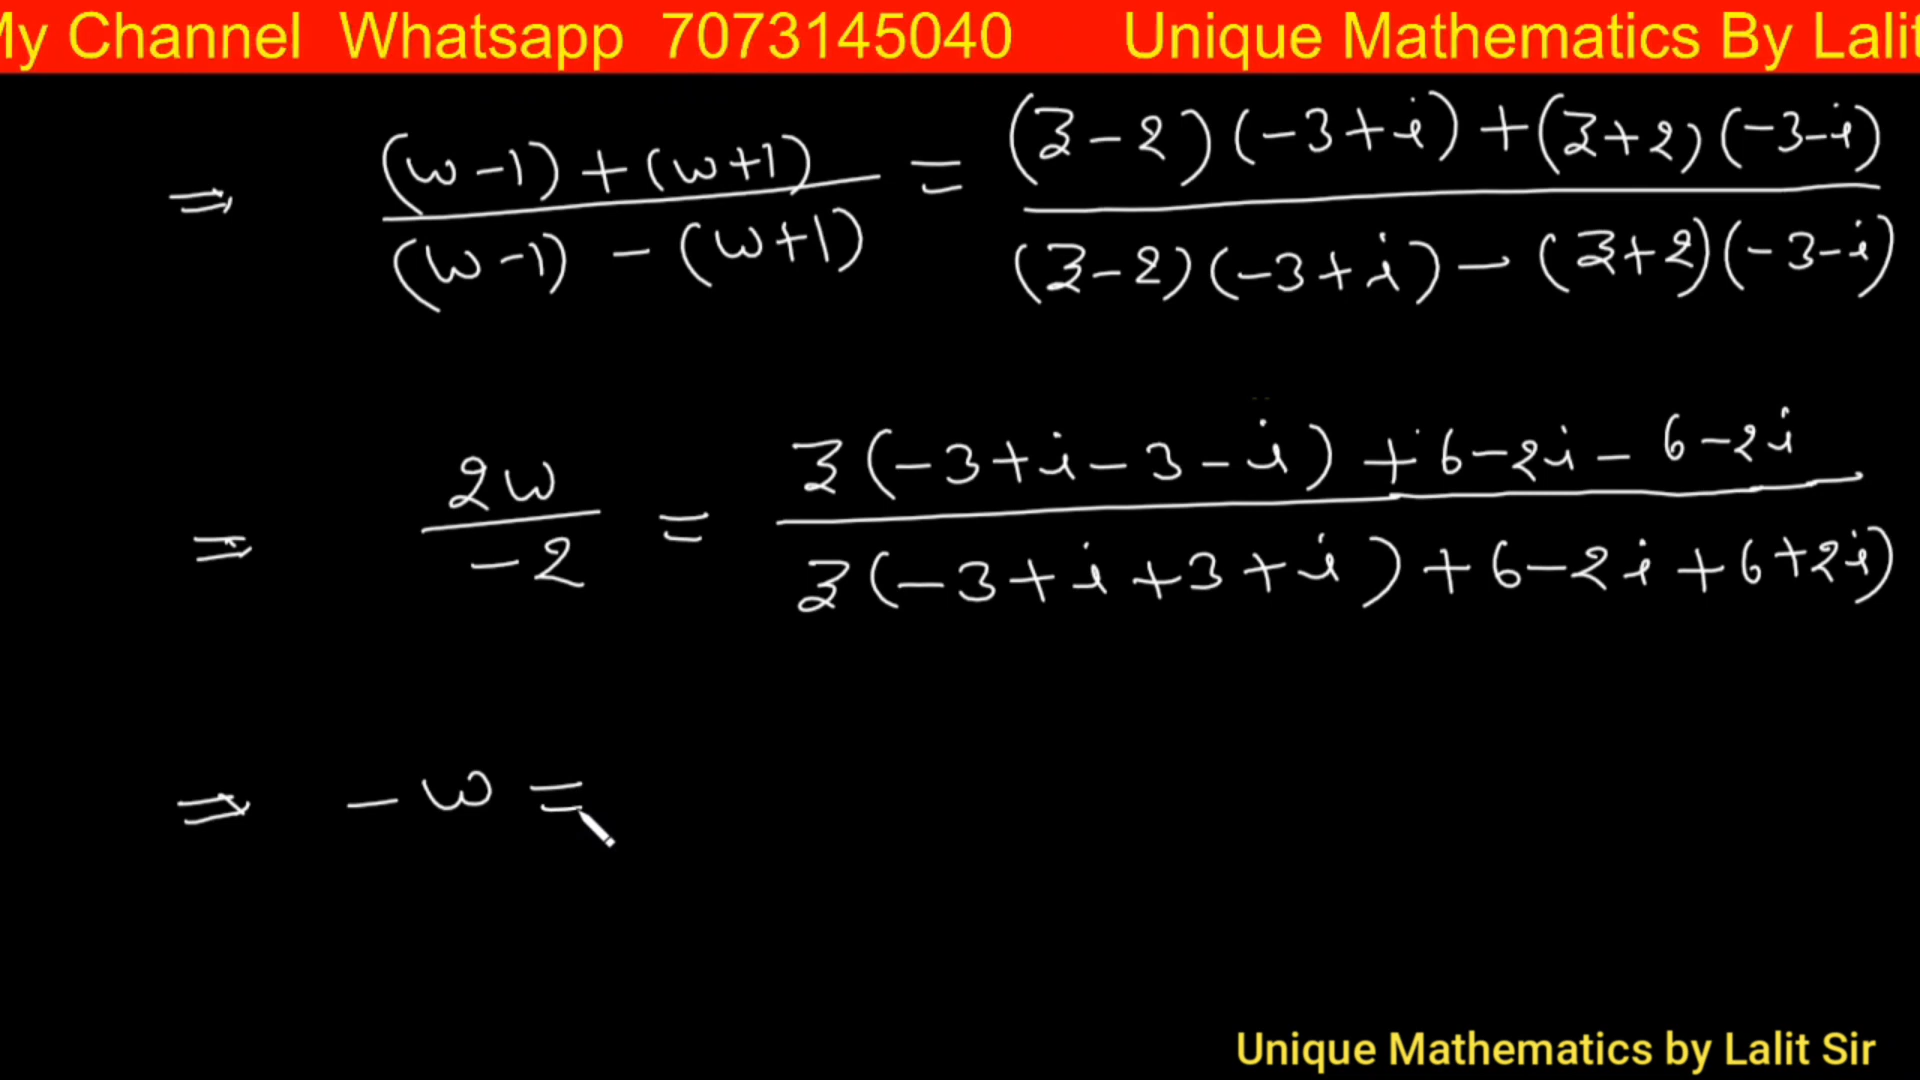 My Channel Whatsapp 7073145040 Unique Mathematics By Lalit
⇒ ((w-1)+(w+1))/((w-1)-(w+1)) = ((z-2)(-3+i)+(z+2)(-3-i))/((z-2)(-3+i)-(z+2)(-3-i))
⇒ 2w/-2 = (z(-3+i-3-i)+6-2i-6-2i)/(z(-3+i+3+i)+6-2i+6+2i)
⇒ -w =
Unique Mathematics by Lalit Sir